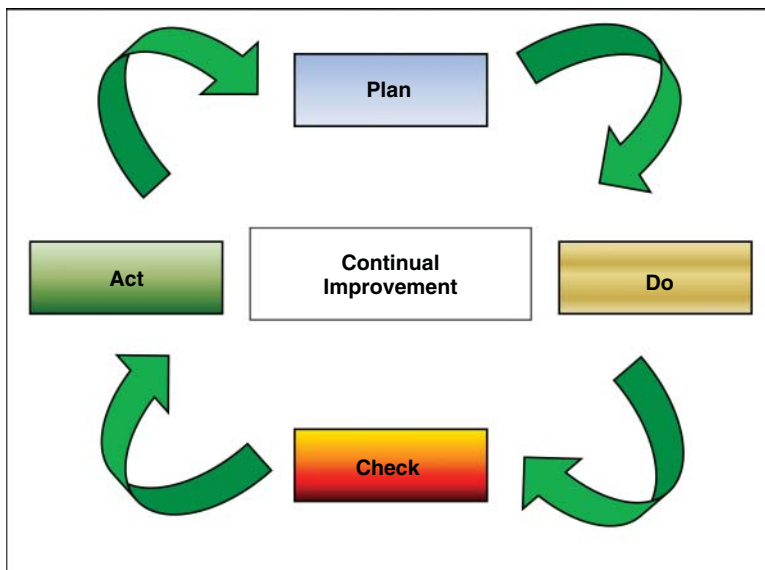 Plan
Act
Continual
Improvement
Do
Check